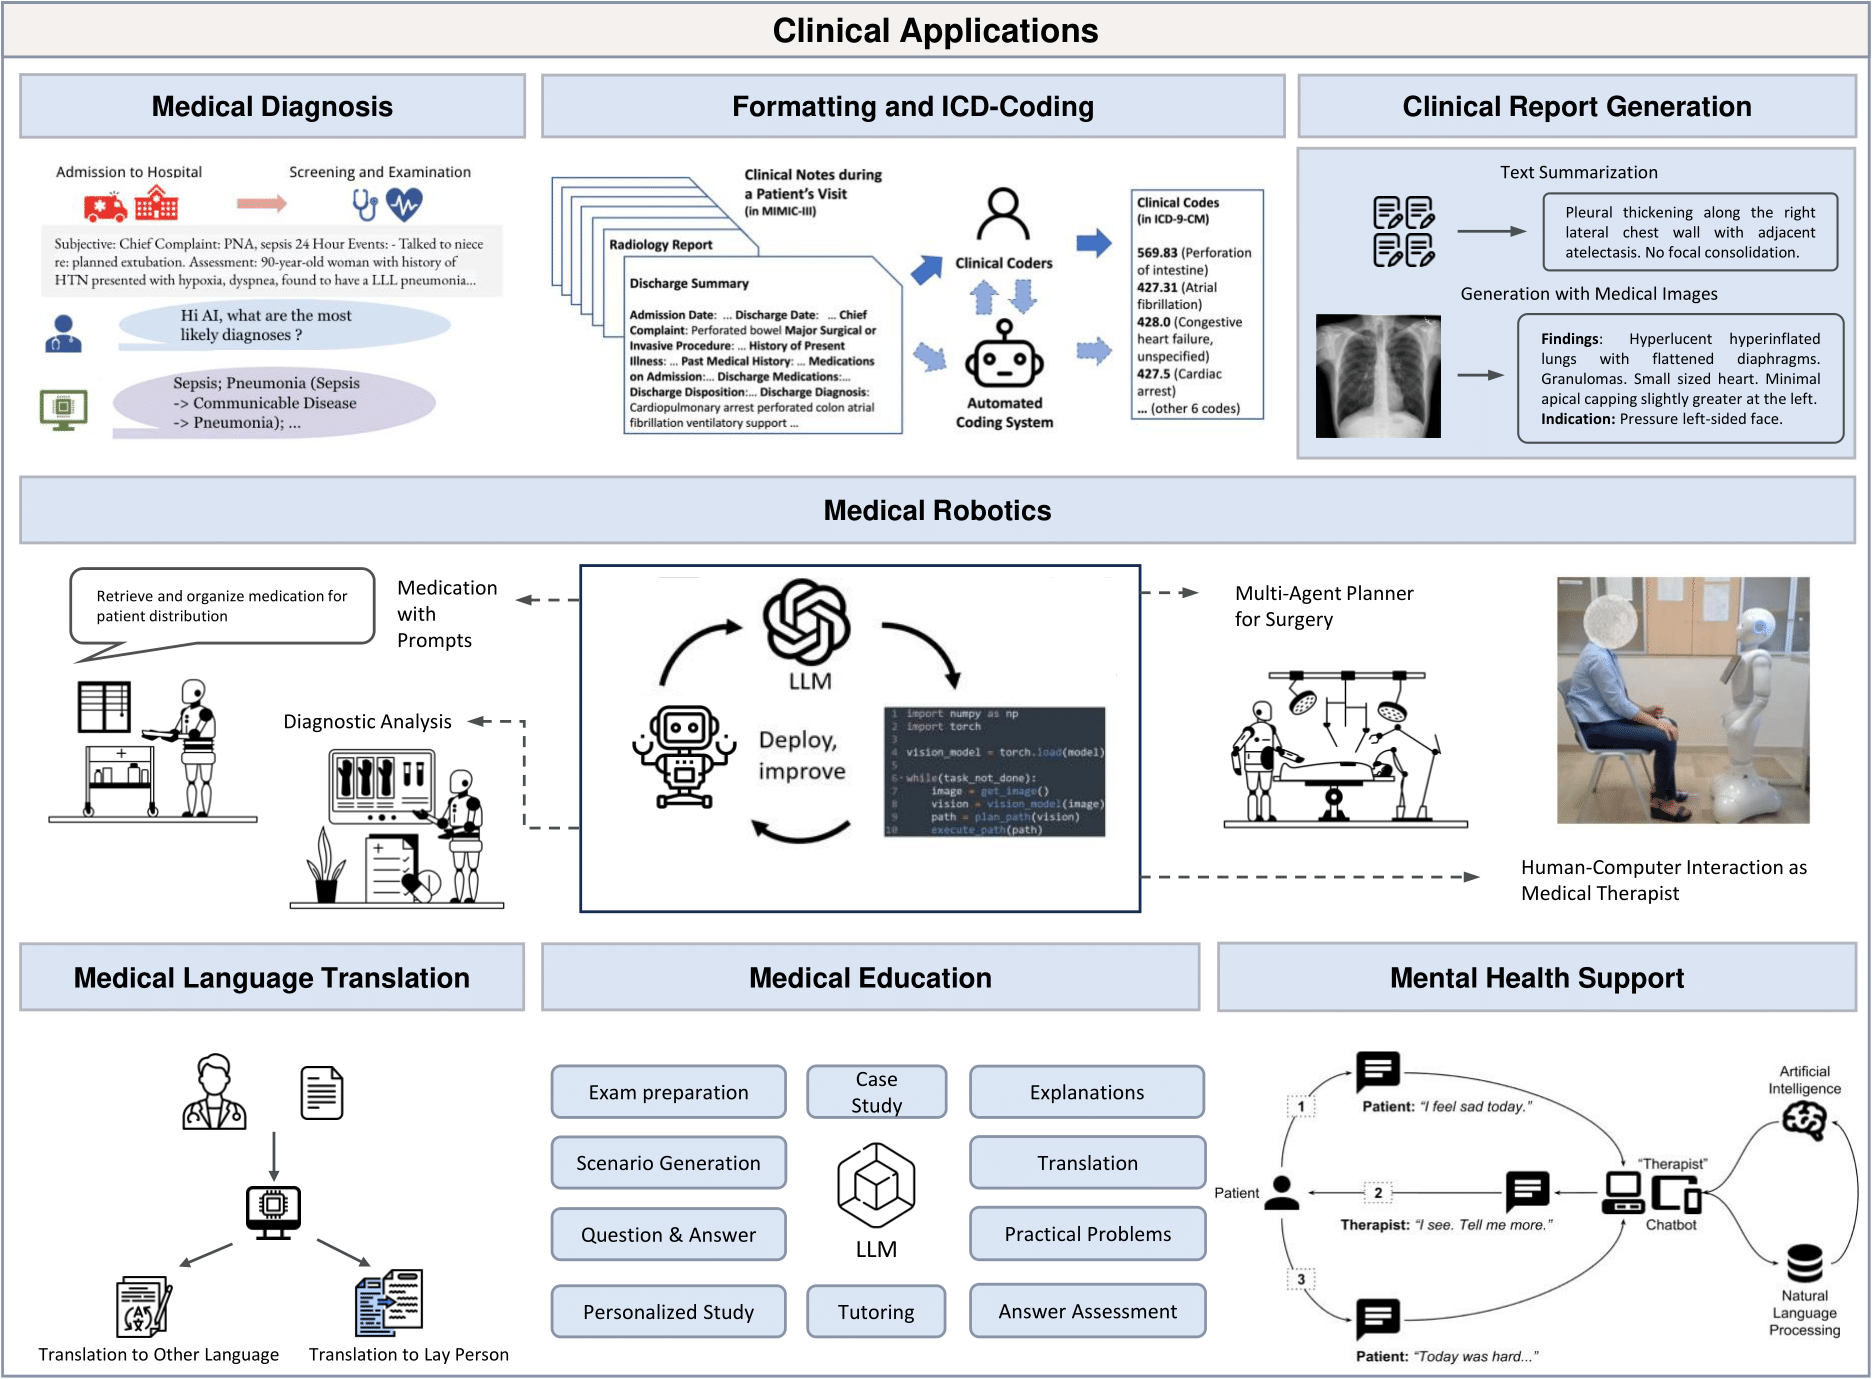 Clinical Applications
Medical Diagnosis
Admission to Hospital
Screening and Examination
Subjective: Chief Complaint: PNA, sepsis 24 Hour Events: - Talked to niece
re: planned extubation. Assessment: 90-year-old woman with history of
HTN presented with hypoxia, dyspnea, found to have a LLL pneumonia...
Hi AI, what are the most
likely diagnoses ?
Sepsis; Pneumonia (Sepsis
-> Communicable Disease
-> Pneumonia); ...
Formatting and ICD-Coding
Clinical Notes during
a Patient's Visit
(in MIMIC-III)
Radiology Report
Discharge Summary
Admission Date: ... Discharge Date: ... Chief
Complaint: Perforated bowel Major Surgical or
Invasive Procedure: ... History of Present
Illness: ... Past Medical History: ... Medications
on Admission:... Discharge Medications:...
Discharge Disposition:... Discharge Diagnosis:
Cardiopulmonary arrest perforated colon atrial
fibrillation ventilatory support ...
Clinical Coders
Automated
Coding System
Clinical Codes
(in ICD-9-CM)
569.83 (Perforation
of intestine)
427.31 (Atrial
fibrillation)
428.0 (Congestive
heart failure,
unspecified)
427.5 (Cardiac
arrest)
... (other 6 codes)
Clinical Report Generation
Text Summarization
Pleural thickening along the right
lateral chest wall with adjacent
atelectasis. No focal consolidation.
Generation with Medical Images
Findings: Hyperlucent hyperinflated
lungs with flattened diaphragms.
Granulomas. Small sized heart. Minimal
apical capping slightly greater at the left.
Indication: Pressure left-sided face.
Medical Robotics
Retrieve and organize medication for
patient distribution
Medication
with
Prompts
Diagnostic Analysis
LLM
Deploy,
improve
1 import numpy as np
2 import torch
3
4 vision_model = torch.load(model)
5
6 while(task_not_done):
7 image = get_image()
8 vision = vision_model(image)
9 path = plan_path(vision)
10 execute_path(path)
Multi-Agent Planner
for Surgery
Human-Computer Interaction as
Medical Therapist
Medical Language Translation
Translation to Other Language
Translation to Lay Person
Medical Education
Exam preparation
Case
Study
Explanations
Scenario Generation
Translation
Question & Answer
LLM
Practical Problems
Personalized Study
Tutoring
Answer Assessment
Mental Health Support
1
Patient: "I feel sad today."
Artificial
Intelligence
Patient
2
"Therapist"
Therapist: "I see. Tell me more."
Chatbot
3
Natural
Language
Processing
Patient: "Today was hard..."